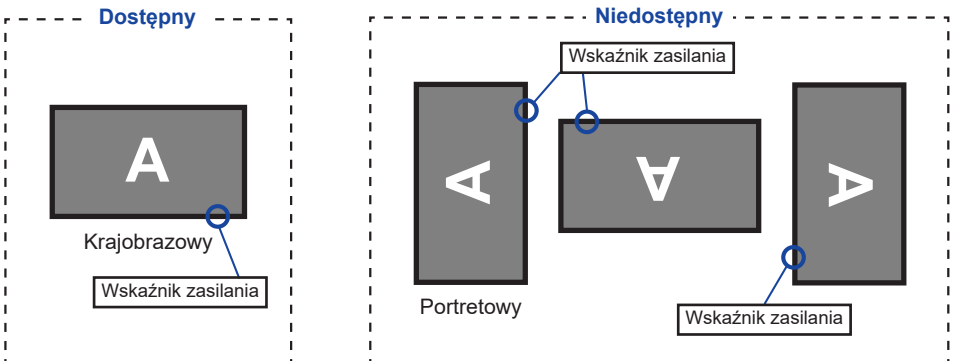 Dostępny
A
Krajobrazowy
Wskaźnik zasilania
Niedostępny
Wskaźnik zasilania
A
A
A
Portretowy
Wskaźnik zasilania